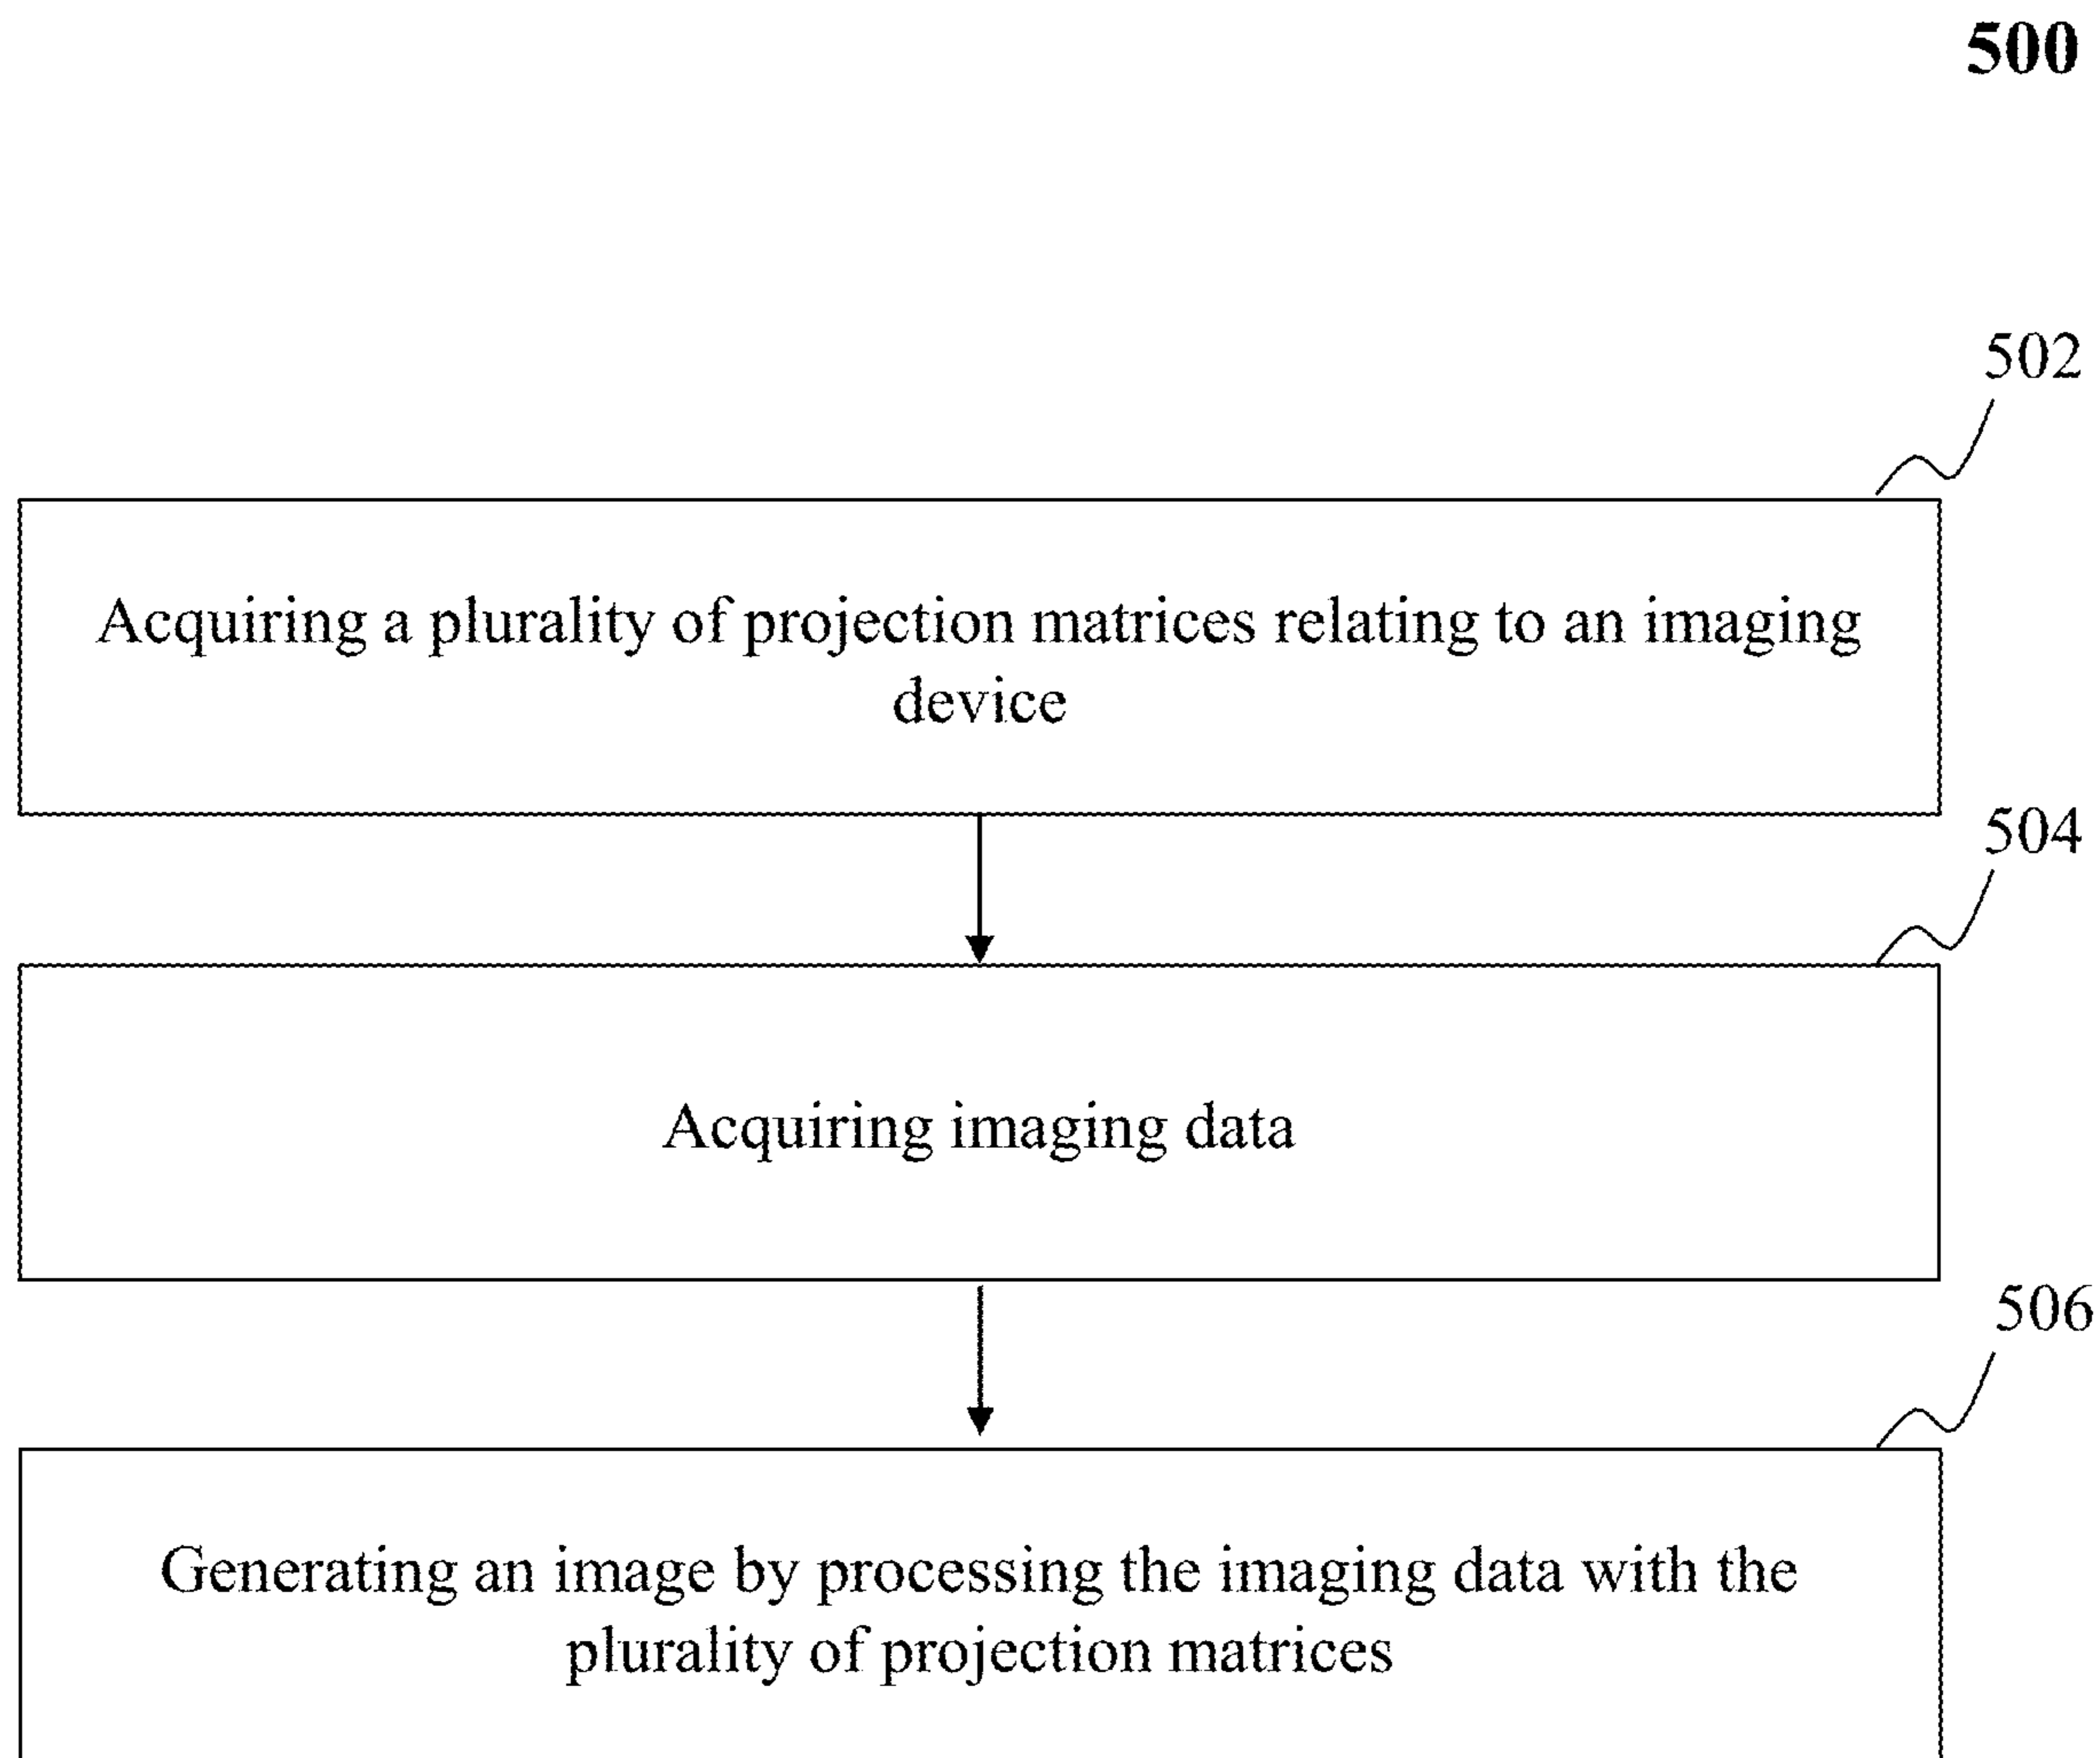 500
502
Acquiring a plurality of projection matrices relating to an imaging
device
504
Acquiring imaging data
506
Generating an image by processing the imaging data with the
plurality of projection matrices